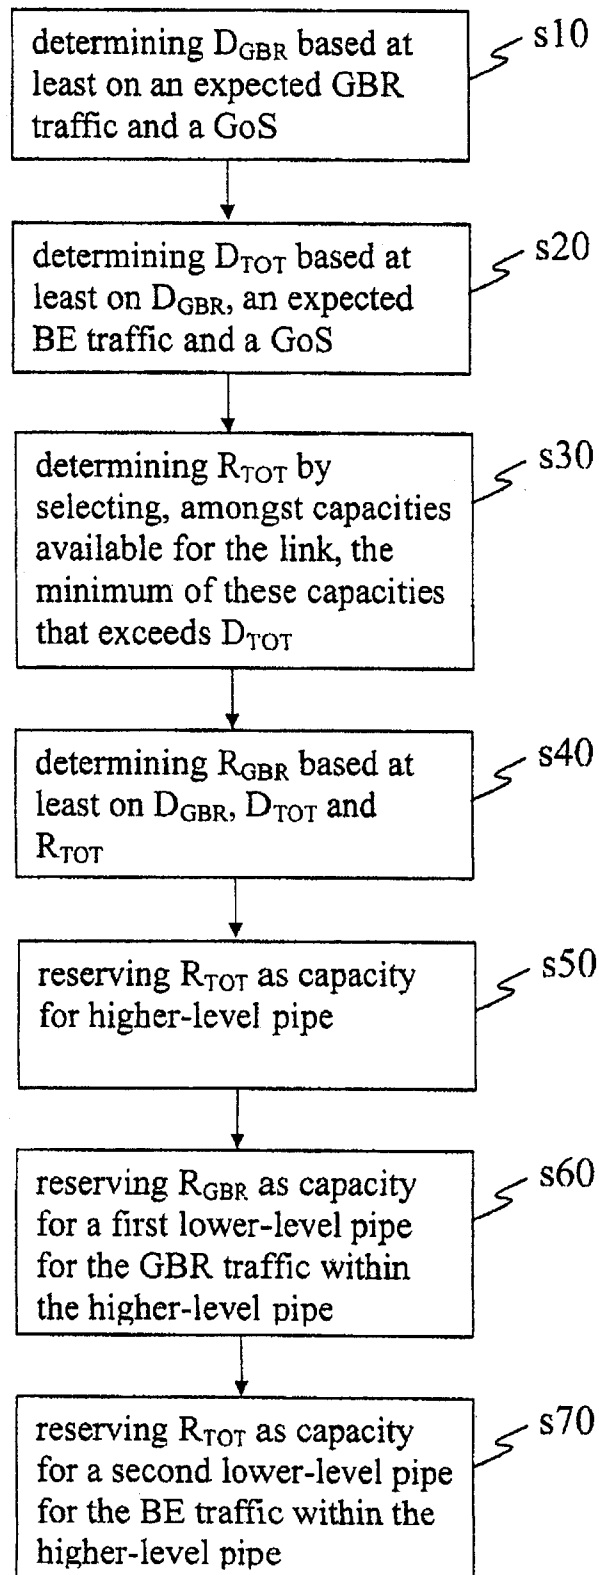 determining D_GBR based at
least on an expected GBR
traffic and a GoS
s10
determining D_TOT based at
least on D_GBR, an expected
BE traffic and a GoS
s20
determining R_TOT by
selecting, amongst capacities
available for the link, the
minimum of these capacities
that exceeds D_TOT
s30
determining R_GBR based at
least on D_GBR, D_TOT and
R_TOT
s40
reserving R_TOT as capacity
for higher-level pipe
s50
reserving R_GBR as capacity
for a first lower-level pipe
for the GBR traffic within
the higher-level pipe
s60
reserving R_TOT as capacity
for a second lower-level pipe
for the BE traffic within the
higher-level pipe
s70